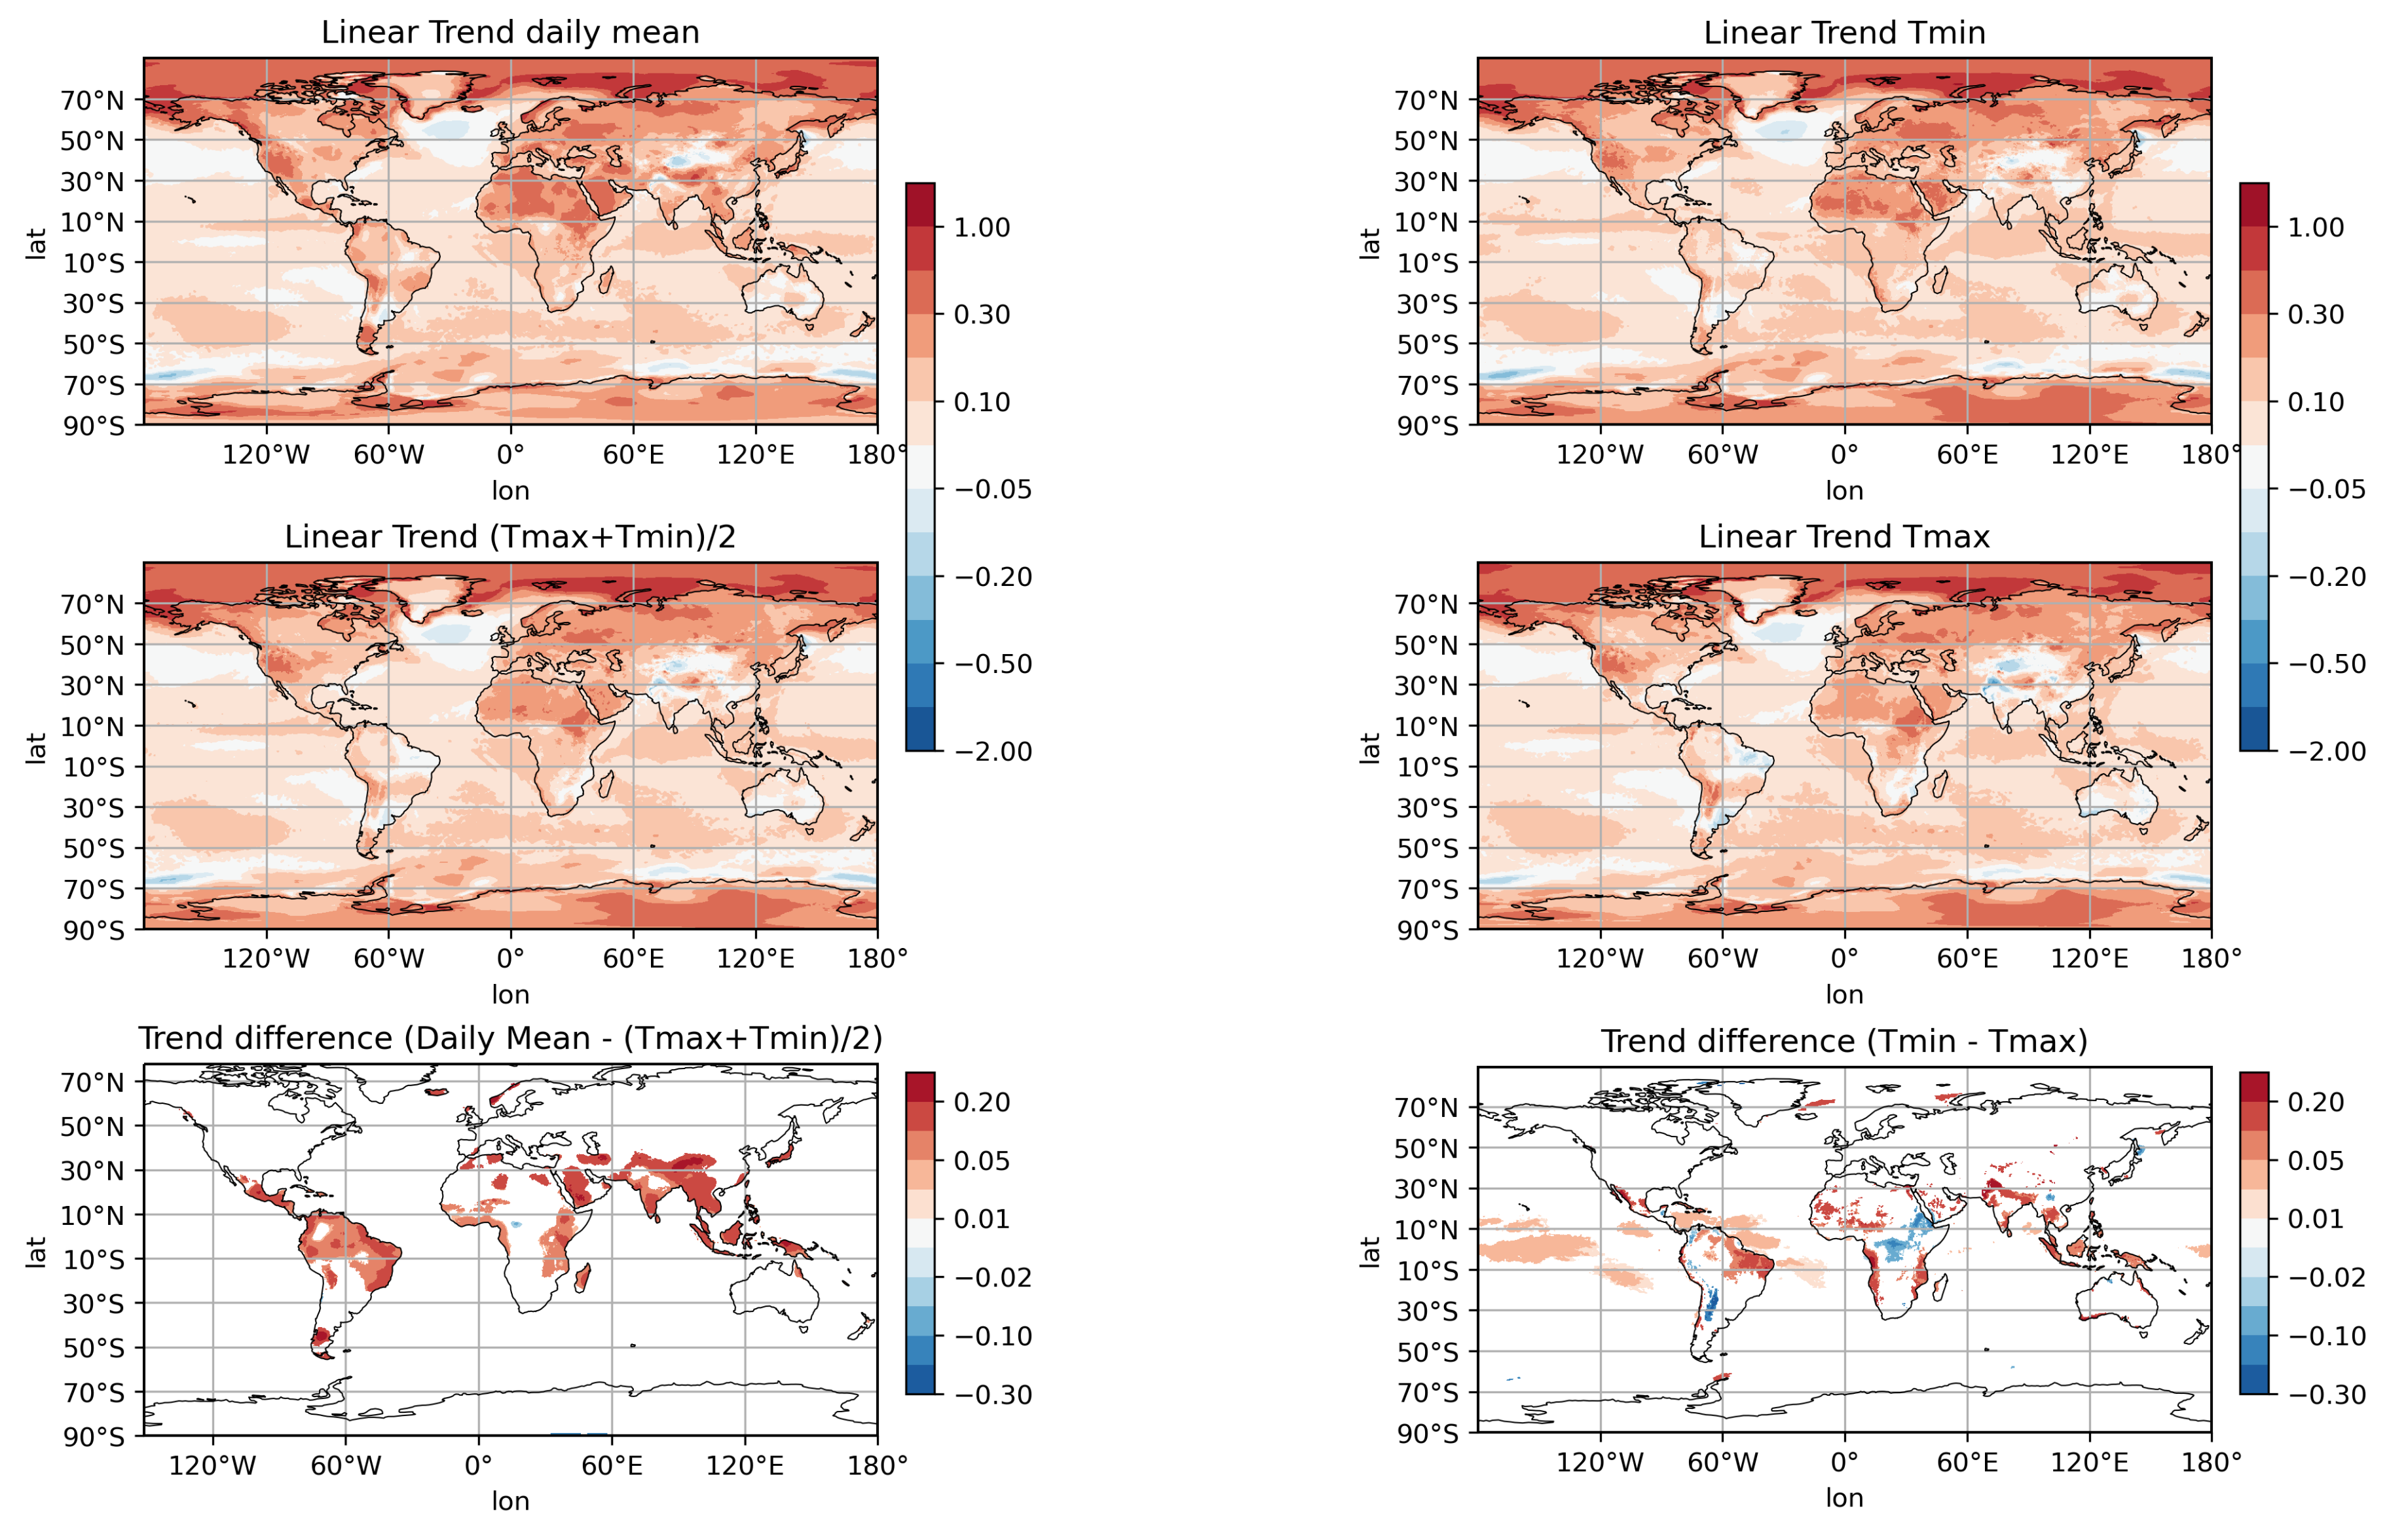 Linear Trend daily mean
70°N
50°N
30°N
10°N
10°S
30°S
50°S
70°S
90°S
lat
120°W 60°W 0° 60°E 120°E 180°
lon
Linear Trend (Tmax+Tmin)/2
70°N
50°N
30°N
10°N
10°S
30°S
50°S
70°S
90°S
lat
120°W 60°W 0° 60°E 120°E 180°
lon
1.00
0.30
0.10
−0.05
−0.20
−0.50
−2.00
Trend difference (Daily Mean - (Tmax+Tmin)/2)
70°N
50°N
30°N
10°N
10°S
30°S
50°S
70°S
90°S
lat
120°W 60°W 0° 60°E 120°E 180°
lon
0.20
0.05
0.01
−0.02
−0.10
−0.30
Linear Trend Tmin
70°N
50°N
30°N
10°N
10°S
30°S
50°S
70°S
90°S
lat
120°W 60°W 0° 60°E 120°E 180°
lon
Linear Trend Tmax
70°N
50°N
30°N
10°N
10°S
30°S
50°S
70°S
90°S
lat
120°W 60°W 0° 60°E 120°E 180°
lon
1.00
0.30
0.10
−0.05
−0.20
−0.50
−2.00
Trend difference (Tmin - Tmax)
70°N
50°N
30°N
10°N
10°S
30°S
50°S
70°S
90°S
lat
120°W 60°W 0° 60°E 120°E 180°
lon
0.20
0.05
0.01
−0.02
−0.10
−0.30